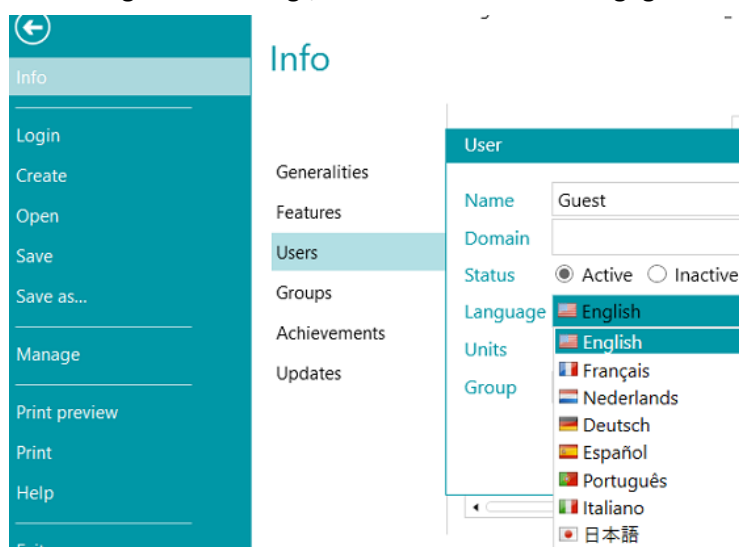 Info
Info
Login
Create
Open
Save
Save as...
Manage
Print preview
Print
Help
Generalities
Features
Users
Groups
Achievements
Updates
User
Name Guest
Domain
Status Active Inactive
Language English
Units
Group
English
Français
Nederlands
Deutsch
Español
Português
Italiano
日本語